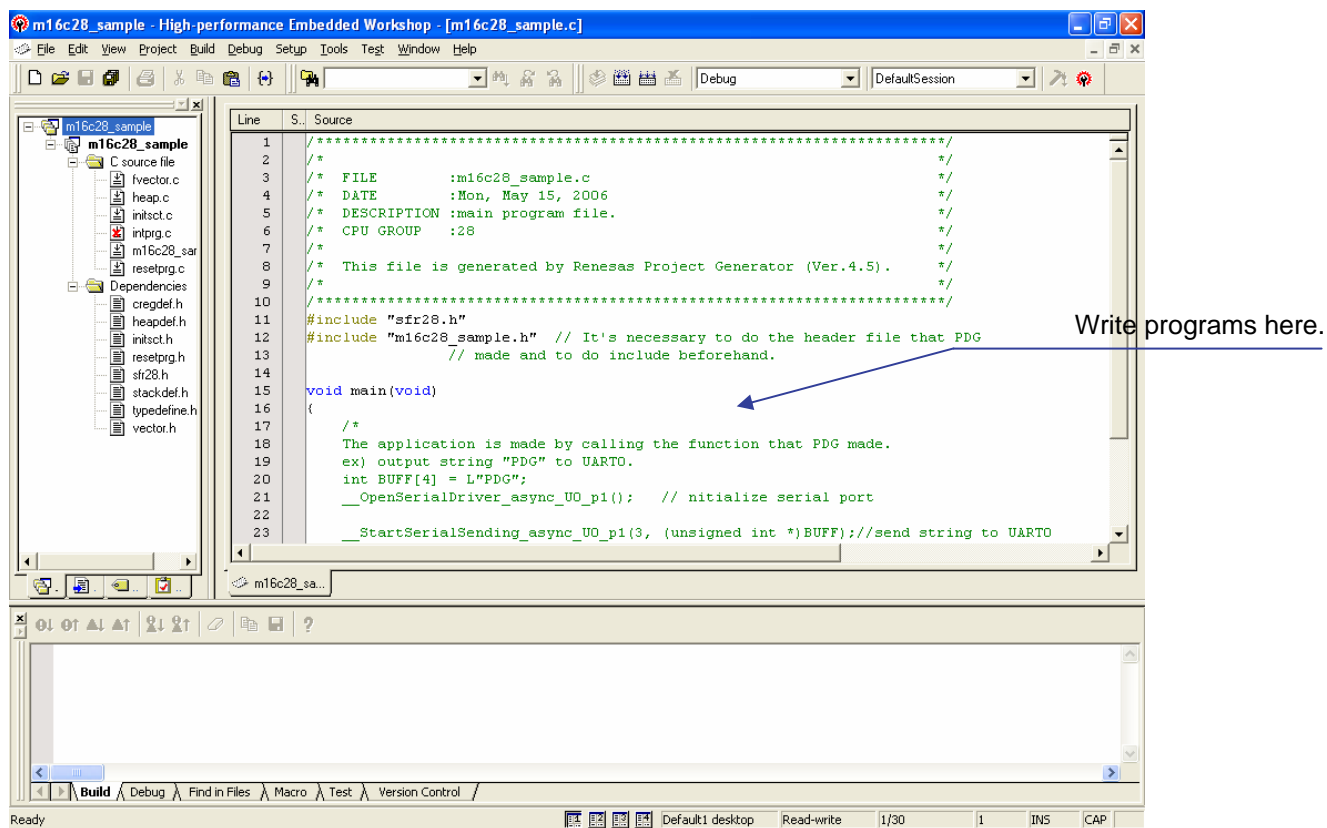 m16c28_sample - High-performance Embedded Workshop - [m16c28_sample.c]
File Edit View Project Build Debug Setup Tools Test Window Help
Debug DefaultSession
m16c28_sample
m16c28_sample
C source file
fvector.c
heap.c
initsct.c
intprg.c
m16c28_sar
resetprg.c
Dependencies
cregdef.h
heapdef.h
initsct.h
resetprg.h
sfr28.h
stackdef.h
typedefine.h
vector.h
Line S.. Source
1 /***********************************************************************/
2 /* */
3 /* FILE :m16c28_sample.c */
4 /* DATE :Mon, May 15, 2006 */
5 /* DESCRIPTION :main program file. */
6 /* CPU GROUP :28 */
7 /* */
8 /* This file is generated by Renesas Project Generator (Ver.4.5). */
9 /* */
10 /***********************************************************************/
11 #include "sfr28.h"
12 #include "m16c28_sample.h" // It's necessary to do the header file that PDG
13 // made and to do include beforehand.
14
15 void main(void)
16 {
17 /*
18 The application is made by calling the function that PDG made.
19 ex) output string "PDG" to UART0.
20 int BUFF[4] = L"PDG";
21 __OpenSerialDriver_async_U0_p1(); // nitialize serial port
22
23 __StartSerialSending_async_U0_p1(3, (unsigned int *)BUFF);//send string to UART0
Write programs here.
m16c28_sa...
Build Debug Find in Files Macro Test Version Control
Ready 1 2 3 4 Default1 desktop Read-write 1/30 1 INS CAP